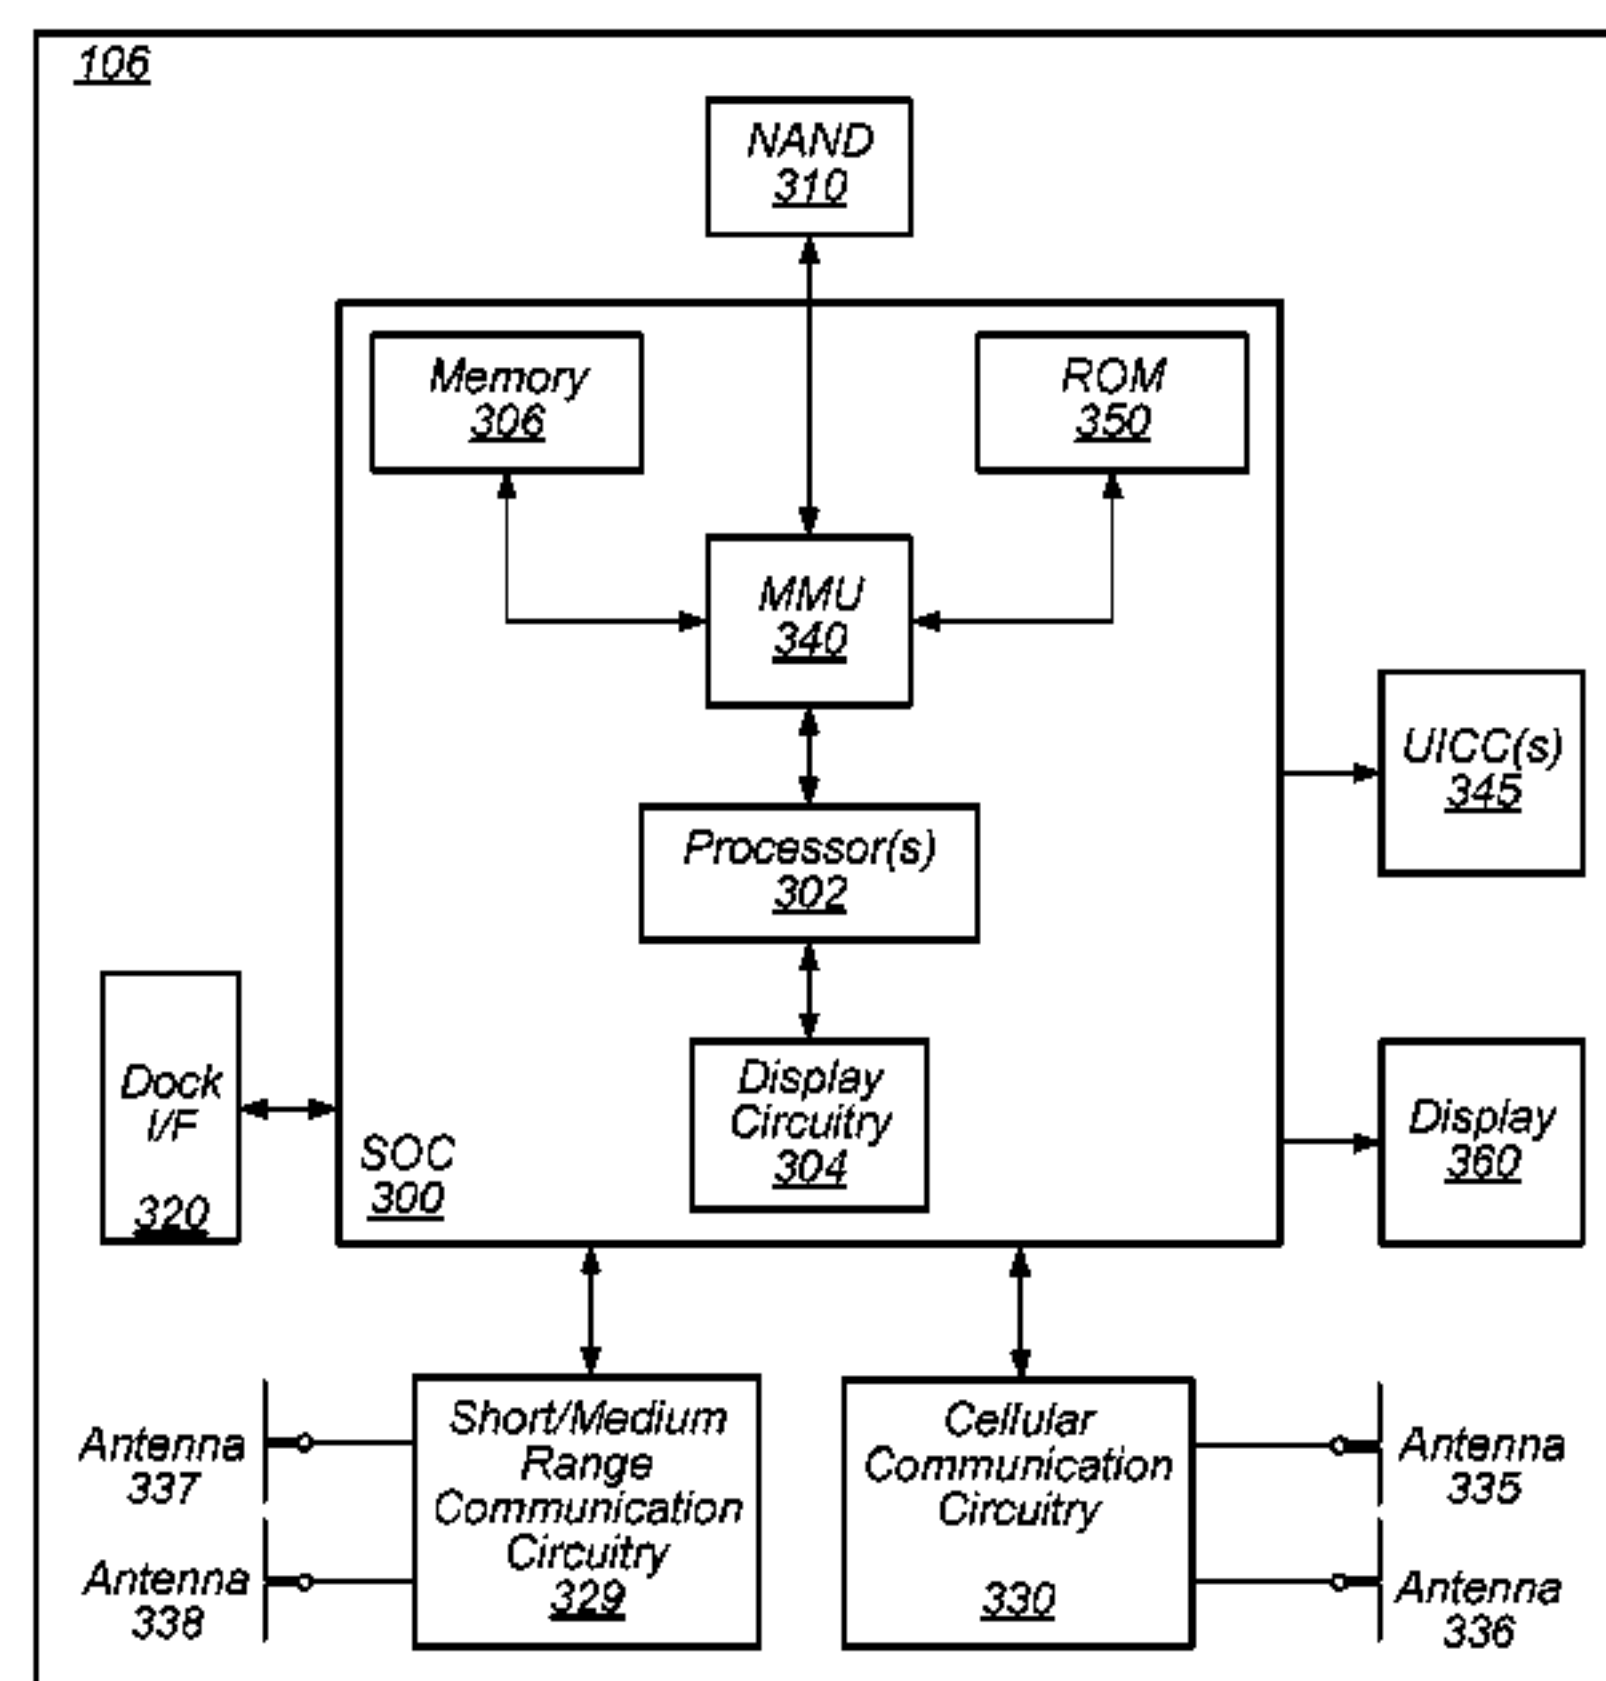 106
NAND
310
Memory
306
ROM
350
MMU
340
UICC(s)
345
Processor(s)
302
Dock
I/F
320
Display
Circuitry
304
SOC
300
Display
360
Short/Medium
Range
Communication
Circuitry
329
Cellular
Communication
Circuitry
330
Antenna
337
Antenna
338
Antenna
335
Antenna
336